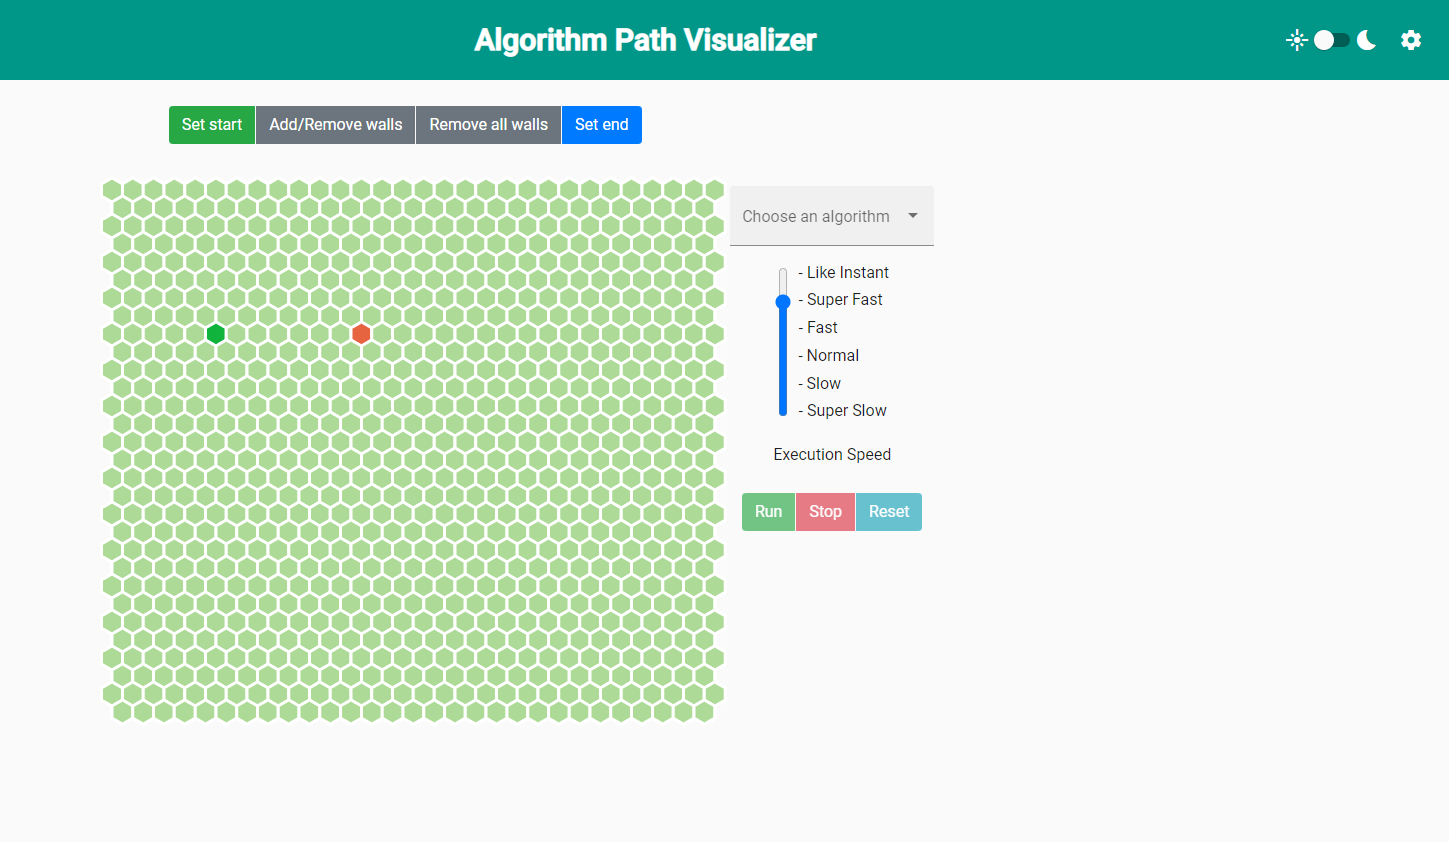 Algorithm Path Visualizer
Set start Add/Remove walls Remove all walls Set end
Choose an algorithm
- Like Instant
- Super Fast
- Fast
- Normal
- Slow
- Super Slow
Execution Speed
Run Stop Reset